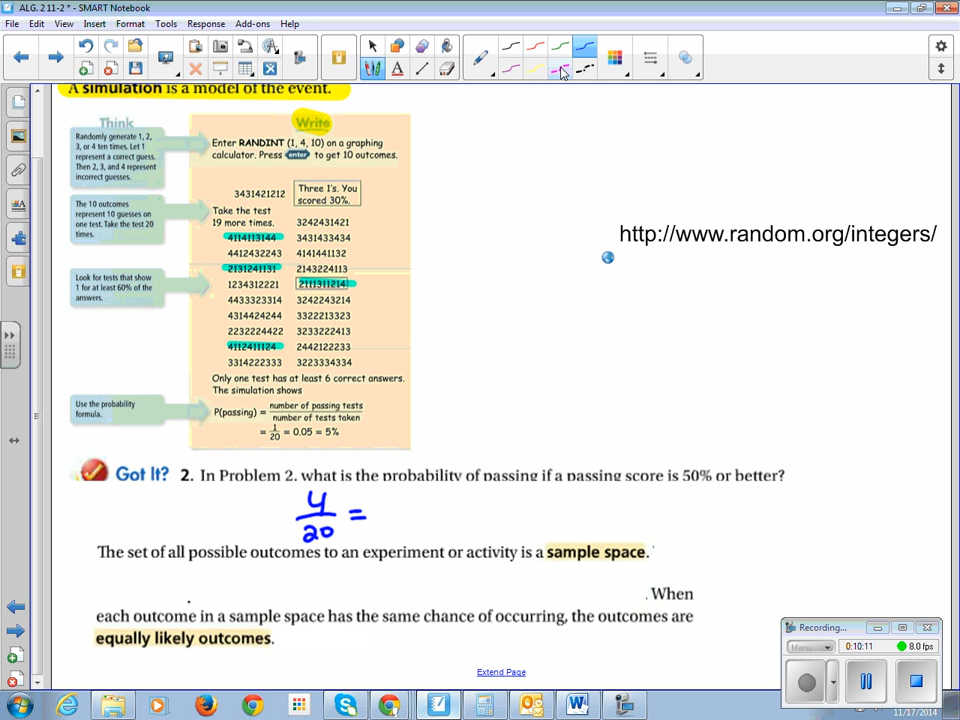 ALG. 2 11-2 * - SMART Notebook
File Edit View Insert Format Tools Response Add-ons Help
A simulation is a model of the event.
Think
Write
Randomly generate 1, 2,
3, or 4 ten times. Let 1
represent a correct guess.
Then 2, 3, and 4 represent
incorrect guesses.
Enter RANDINT (1, 4, 10) on a graphing
calculator. Press enter to get 10 outcomes.
3431421212
Three 1's. You
scored 30%.
The 10 outcomes
represent 10 guesses on
one test. Take the test 20
times.
Take the test
19 more times.
3242431421
4114113144 3431433434
4412432243 4141441132
2131241131 2143224113
Look for tests that show
1 for at least 60% of the
answers.
1234312221 2111311214
4433323314 3242243214
4314424244 3322213323
2232224422 3233222413
4112411124 2442122233
3314222333 3223334334
Only one test has at least 6 correct answers.
The simulation shows
Use the probability
formula.
P(passing) = number of passing tests
number of tests taken
= 1/20 = 0.05 = 5%
http://www.random.org/integers/
Got It? 2. In Problem 2, what is the probability of passing if a passing score is 50% or better?
4/20 =
The set of all possible outcomes to an experiment or activity is a sample space.
. When
each outcome in a sample space has the same chance of occurring, the outcomes are
equally likely outcomes.
Extend Page
Recording...
Menu
0:10:11
8.0 fps
11/17/2014